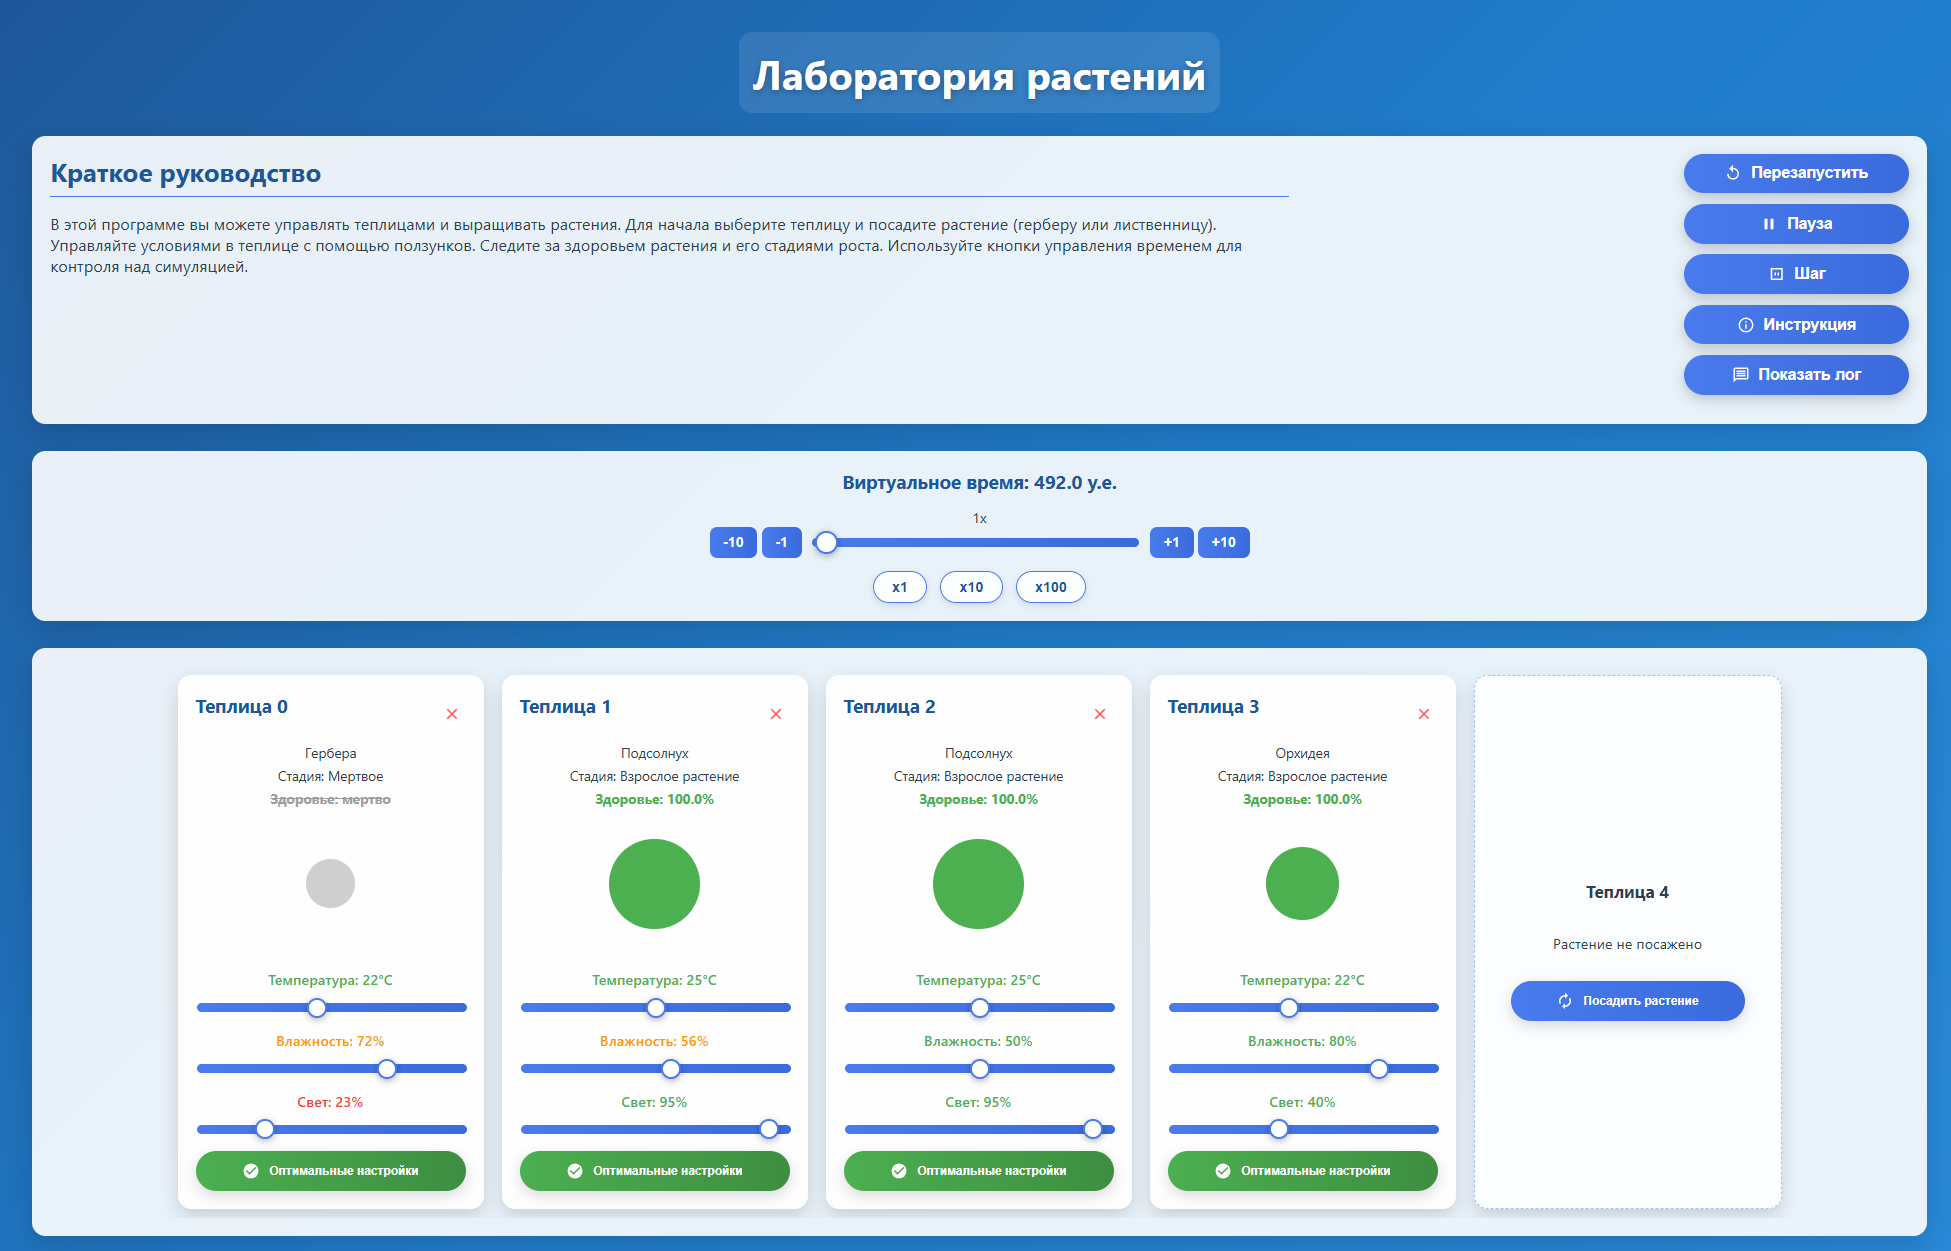 Лаборатория растений
Краткое руководство
В этой программе вы можете управлять теплицами и выращивать растения. Для начала выберите теплицу и посадите растение (герберу или лиственницу).
Управляйте условиями в теплице с помощью ползунков. Следите за здоровьем растения и его стадиями роста. Используйте кнопки управления временем для
контроля над симуляцией.
Перезапустить
Пауза
Шаг
Инструкция
Показать лог
Виртуальное время: 492.0 у.е.
1x
-10 -1 +1 +10
x1 x10 x100
Теплица 0
Гербера
Стадия: Мертвое
Здоровье: мертво
Температура: 22°C
Влажность: 72%
Свет: 23%
Оптимальные настройки
Теплица 1
Подсолнух
Стадия: Взрослое растение
Здоровье: 100.0%
Температура: 25°C
Влажность: 56%
Свет: 95%
Оптимальные настройки
Теплица 2
Подсолнух
Стадия: Взрослое растение
Здоровье: 100.0%
Температура: 25°C
Влажность: 50%
Свет: 95%
Оптимальные настройки
Теплица 3
Орхидея
Стадия: Взрослое растение
Здоровье: 100.0%
Температура: 22°C
Влажность: 80%
Свет: 40%
Оптимальные настройки
Теплица 4
Растение не посажено
Посадить растение